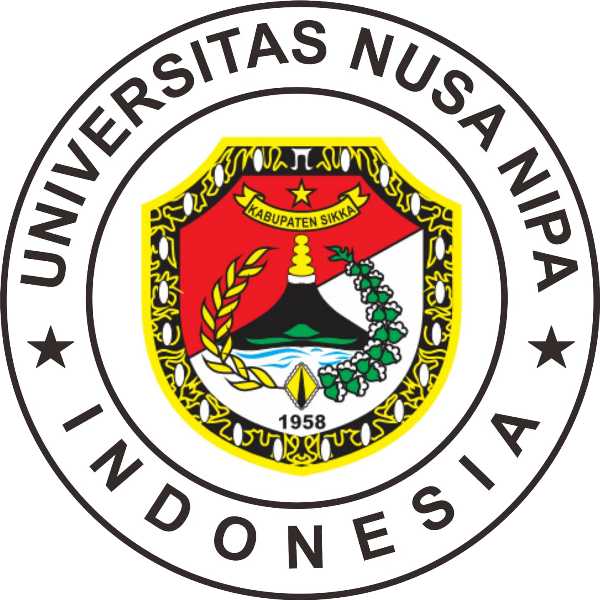 UNIVERSITAS NUSA NIPA
KABUPATEN SIKKA
1958
INDONESIA